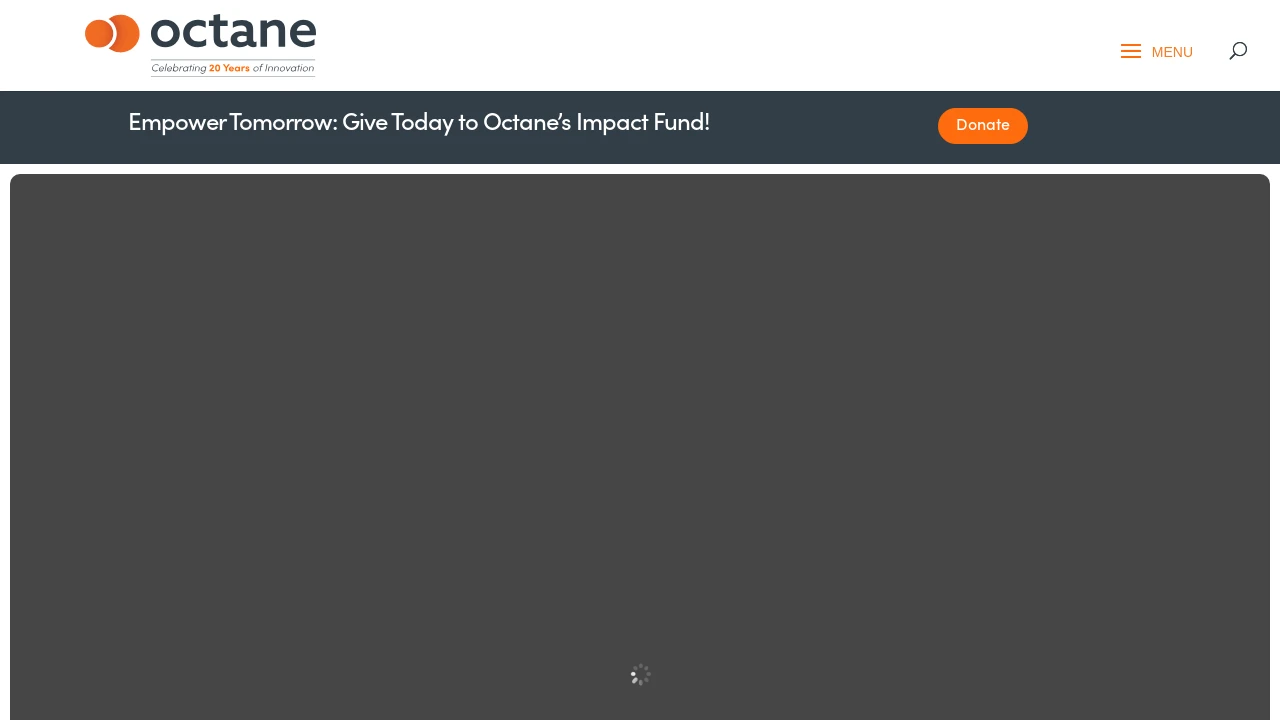 octane
Celebrating 20 Years of Innovation
MENU
Empower Tomorrow: Give Today to Octane’s Impact Fund!
Donate